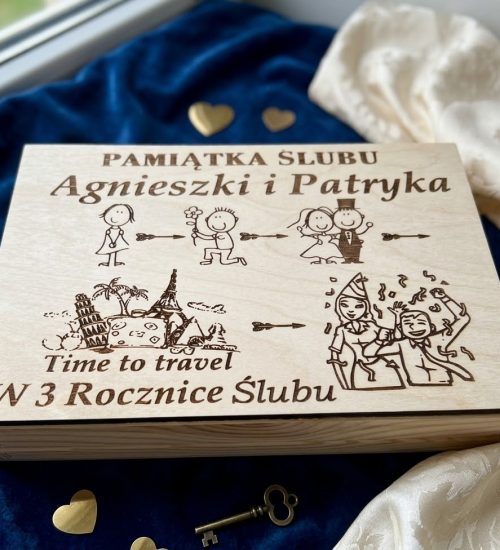 PAMIĄTKA ŚLUBU
Agnieszki i Patryka
Time to travel
W 3 Rocznice Ślubu